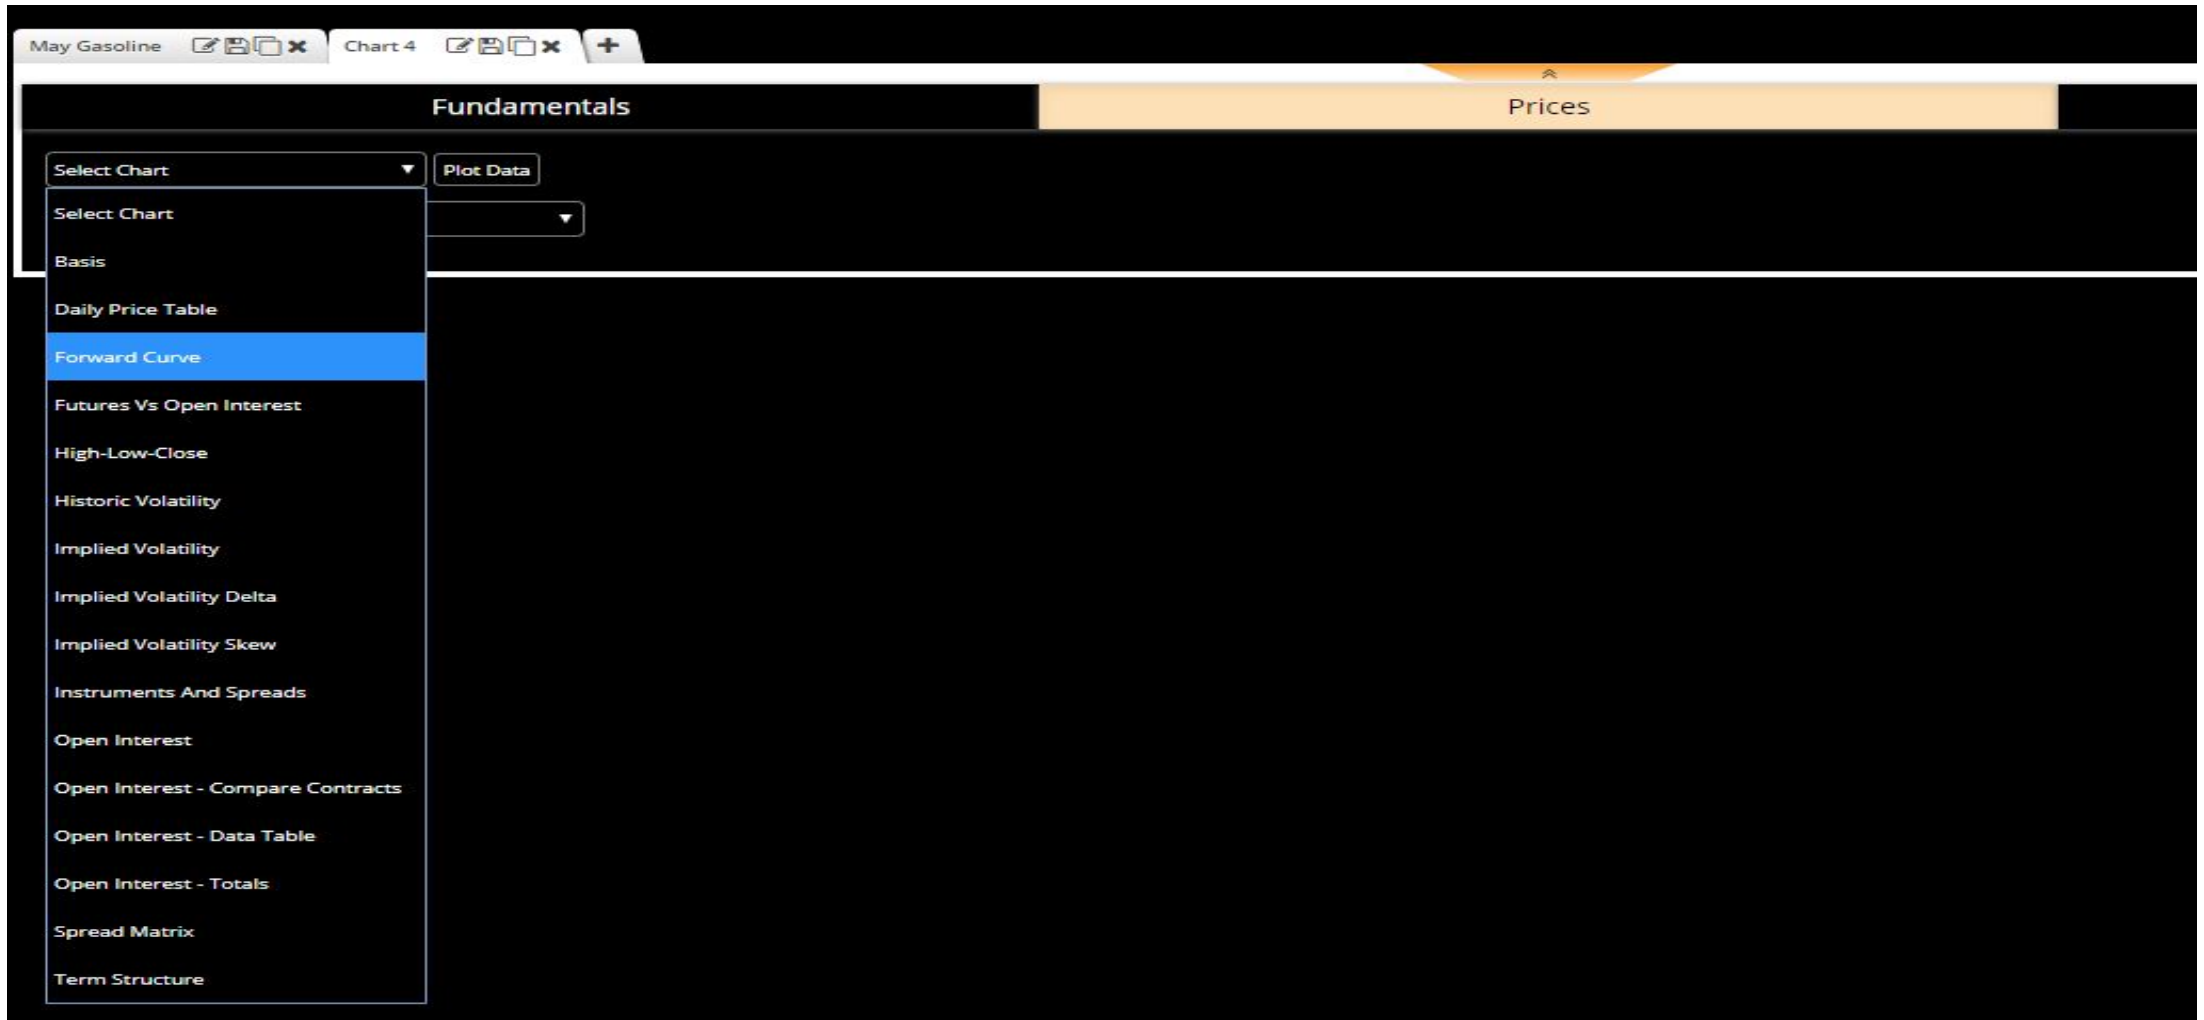 May Gasoline
Chart 4
Fundamentals
Prices
Select Chart
Plot Data
Select Chart
Basis
Daily Price Table
Forward Curve
Futures Vs Open Interest
High-Low-Close
Historic Volatility
Implied Volatility
Implied Volatility Delta
Implied Volatility Skew
Instruments And Spreads
Open Interest
Open Interest - Compare Contracts
Open Interest - Data Table
Open Interest - Totals
Spread Matrix
Term Structure